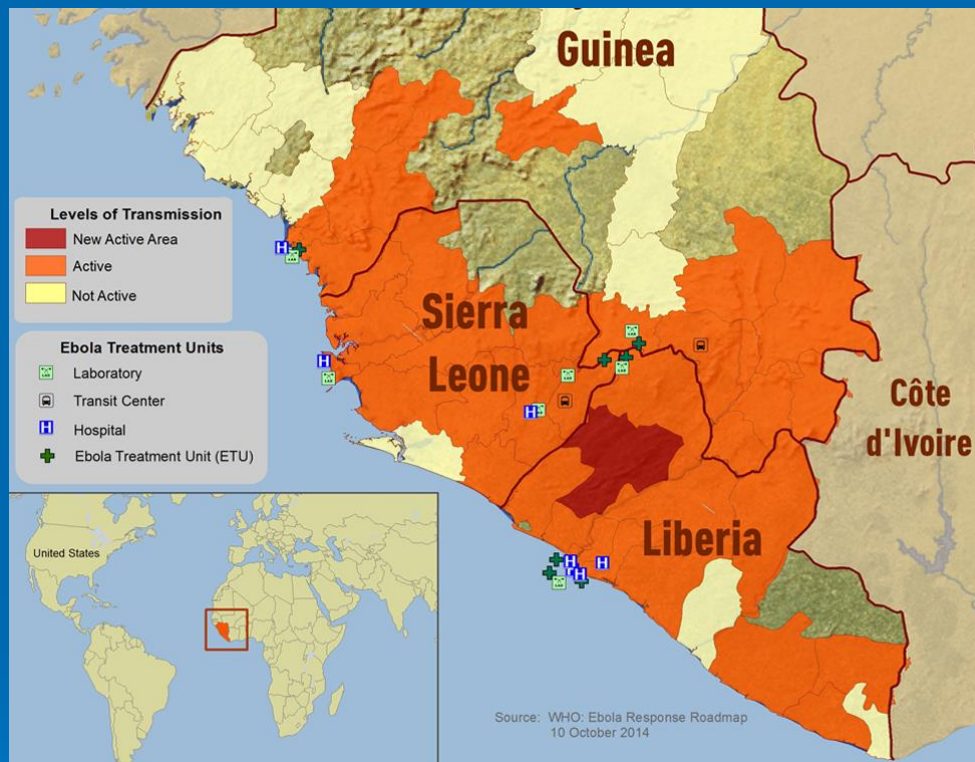 Guinea
Levels of Transmission
New Active Area
Active
Not Active
Ebola Treatment Units
Laboratory
Transit Center
H Hospital
Ebola Treatment Unit (ETU)
Sierra
Leone
Côte
d'Ivoire
Liberia
United States
Source: WHO: Ebola Response Roadmap
10 October 2014